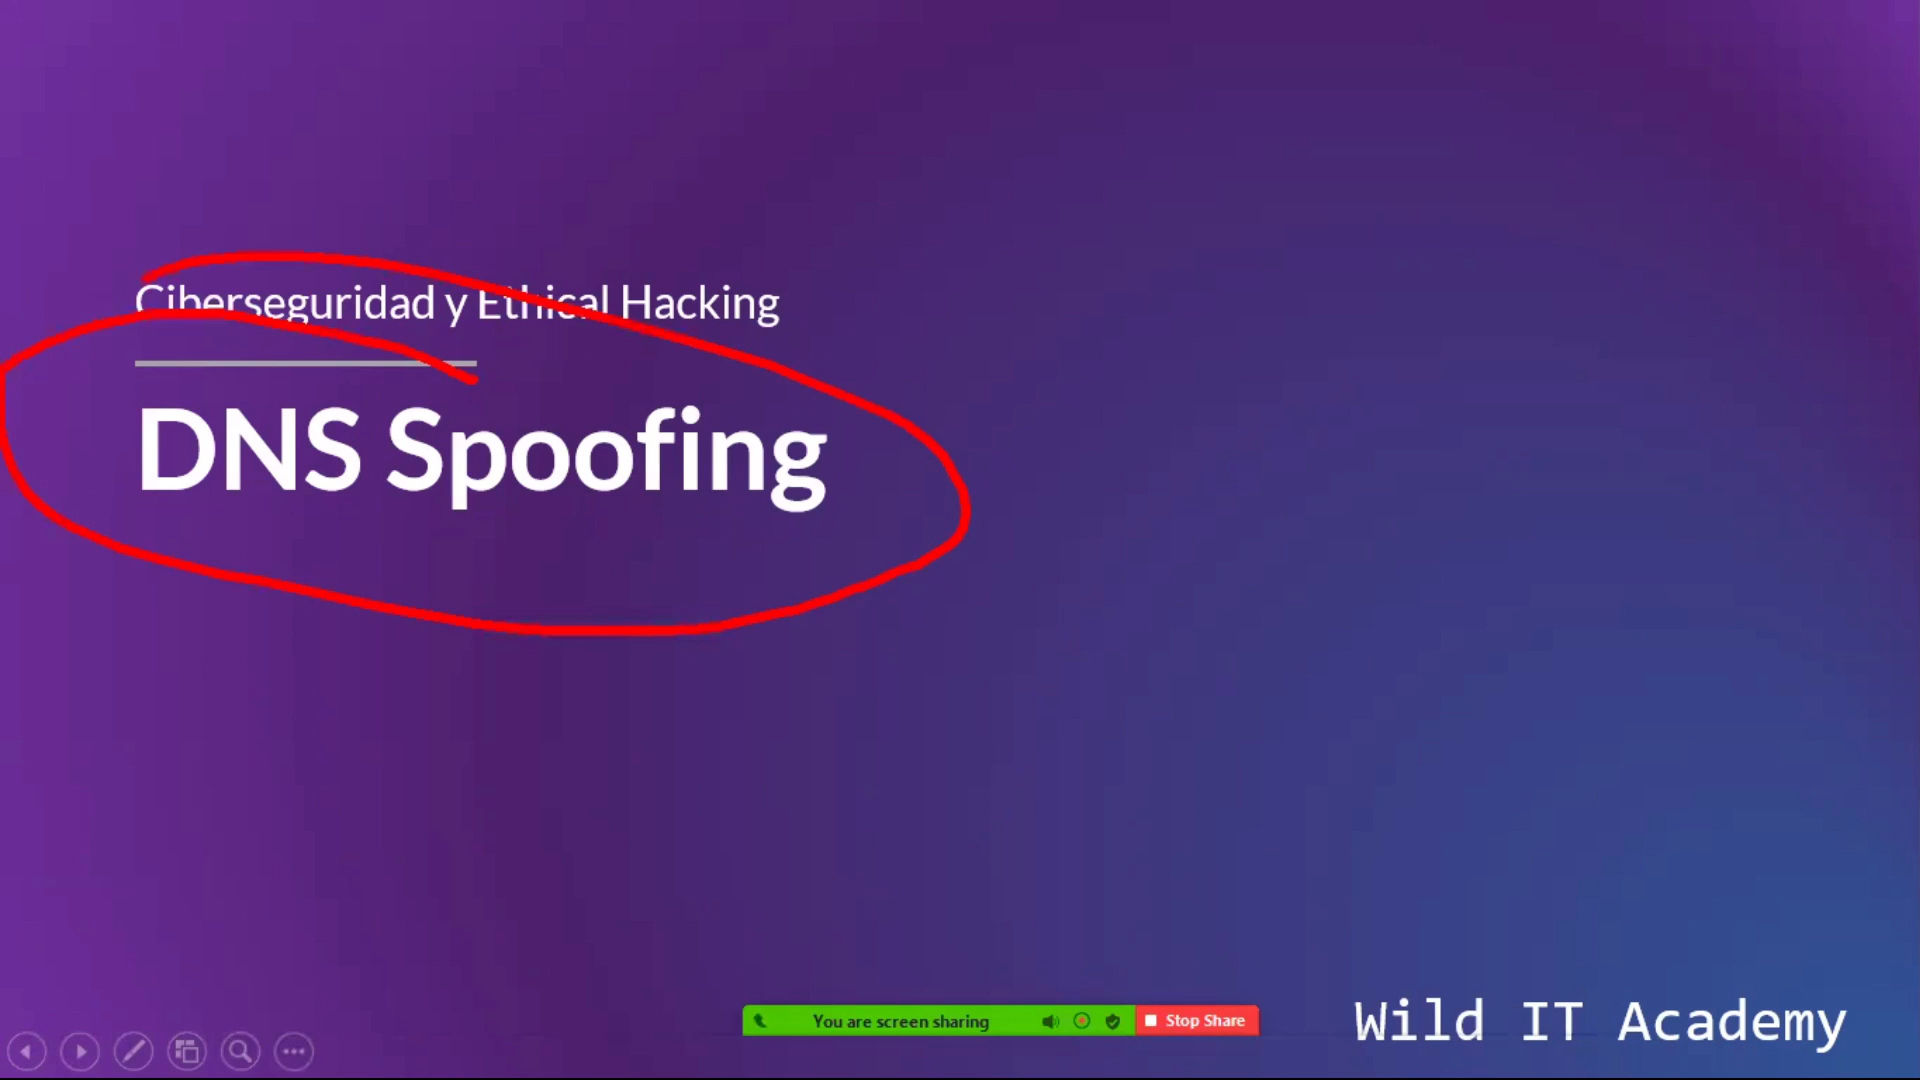 Ciberseguridad y Ethical Hacking
DNS Spoofing
You are screen sharing
Stop Share
Wild IT Academy